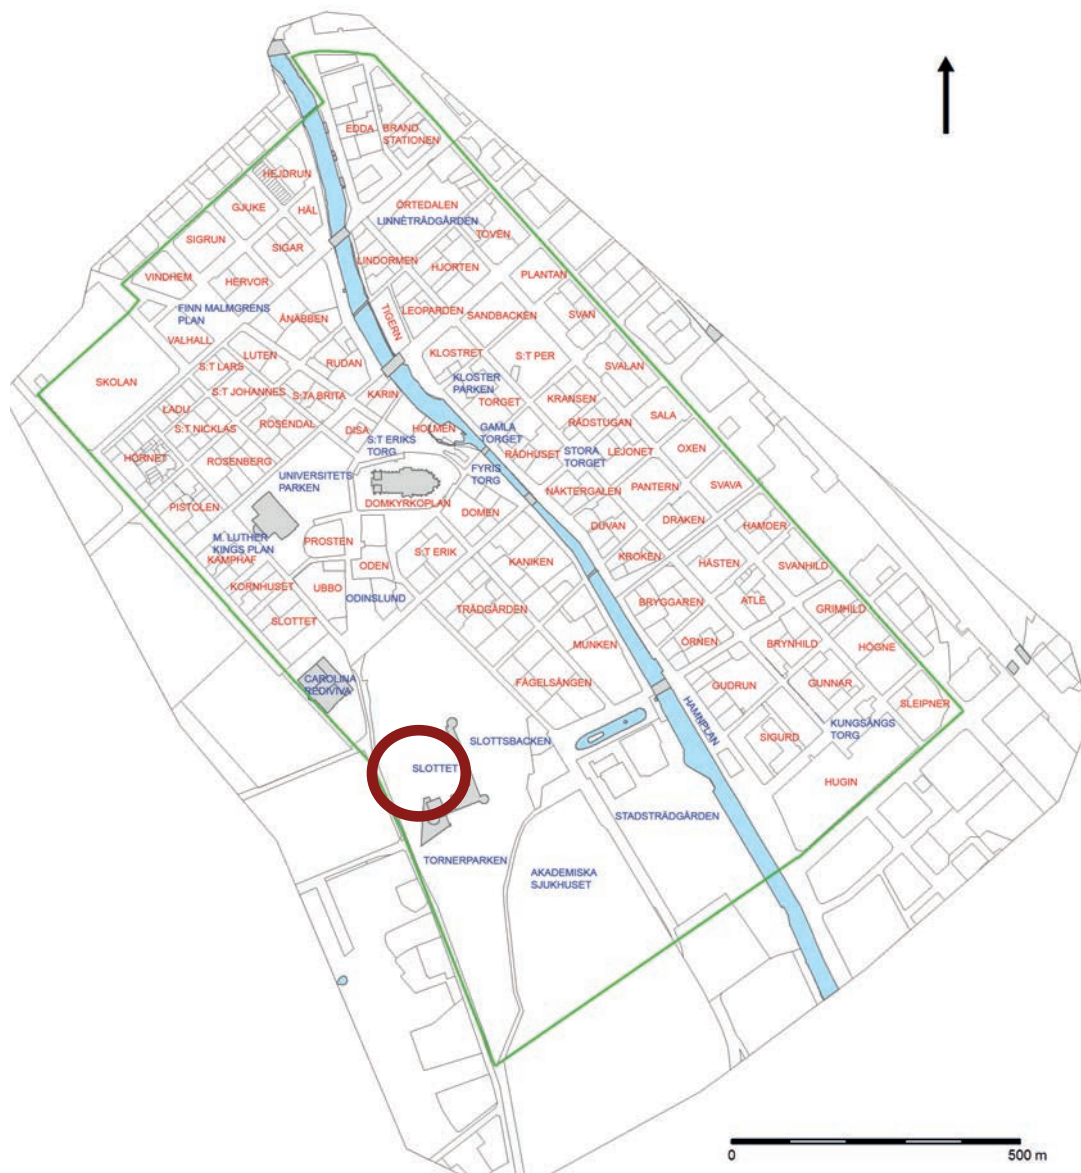 EDDA
BRAND
STATIONEN
HEJDRUN
GJUKE
HÄL
ÖRTEDALEN
LINNÉTRÄDGÅRDEN
TOVEN
SIGRUN
SIGAR
LINDORMEN
HJORTEN
VINDHEM
HERVOR
PLANTAN
FINN MALMGRENS
PLAN
ÅNÄBBEN
TIGERN
LEOPARDEN
SANDBACKEN
SVAN
VALHALL
LUTEN
RUDAN
KLOSTRET
S:T PER
SVALAN
S:T LARS
SKOLAN
KLOSTER
PARKEN
S:T JOHANNES
S:TA BRITA
KARIN
TORGET
KRANSEN
LADU
SALA
S:T NICKLAS
ROSENDAL
DISA
HOLMEN
GAMLA
TORGET
RÅDSTUGAN
S:T ERIKS
TORG
RÅDHUSET
STORA
TORGET
LEJONET
OXEN
HORNET
ROSENBERG
UNIVERSITETS
PARKEN
FYRIS
TORG
NÄKTERGALEN
PANTERN
SVAVA
PISTOLEN
DOMKYRKOPLAN
DOMEN
DUVAN
DRAKEN
HAMDER
M. LUTHER
KINGS PLAN
PROSTEN
S:T ERIK
KAMPHAF
ODEN
KANIKEN
KROKEN
HÄSTEN
SVANHILD
KORNHUSET
UBBO
ODINSLUND
TRÄDGÅRDEN
BRYGGAREN
ATLE
GRIMHILD
SLOTTET
MUNKEN
ÖRNEN
BRYNHILD
HÖGNE
CAROLINA
REDIVIVA
FÅGELSÅNGEN
GUDRUN
GUNNAR
HAMNPLAN
SLEIPNER
SLOTTSBACKEN
SIGURD
KUNGSÄNGS
TORG
SLOTTET
HUGIN
STADSTRÄDGÅRDEN
TORNERPARKEN
AKADEMISKA
SJUKHUSET
0 500 m